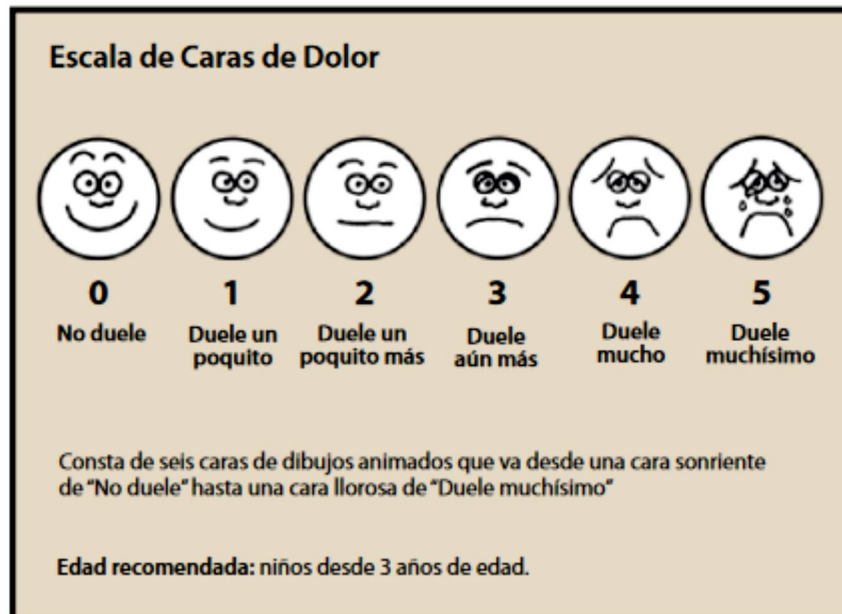 Escala de Caras de Dolor
0 1 2 3 4 5
No duele Duele un poquito Duele un poquito más Duele aún más Duele mucho Duele muchísimo
Consta de seis caras de dibujos animados que va desde una cara sonriente
de “No duele” hasta una cara llorosa de “Duele muchísimo”
Edad recomendada: niños desde 3 años de edad.